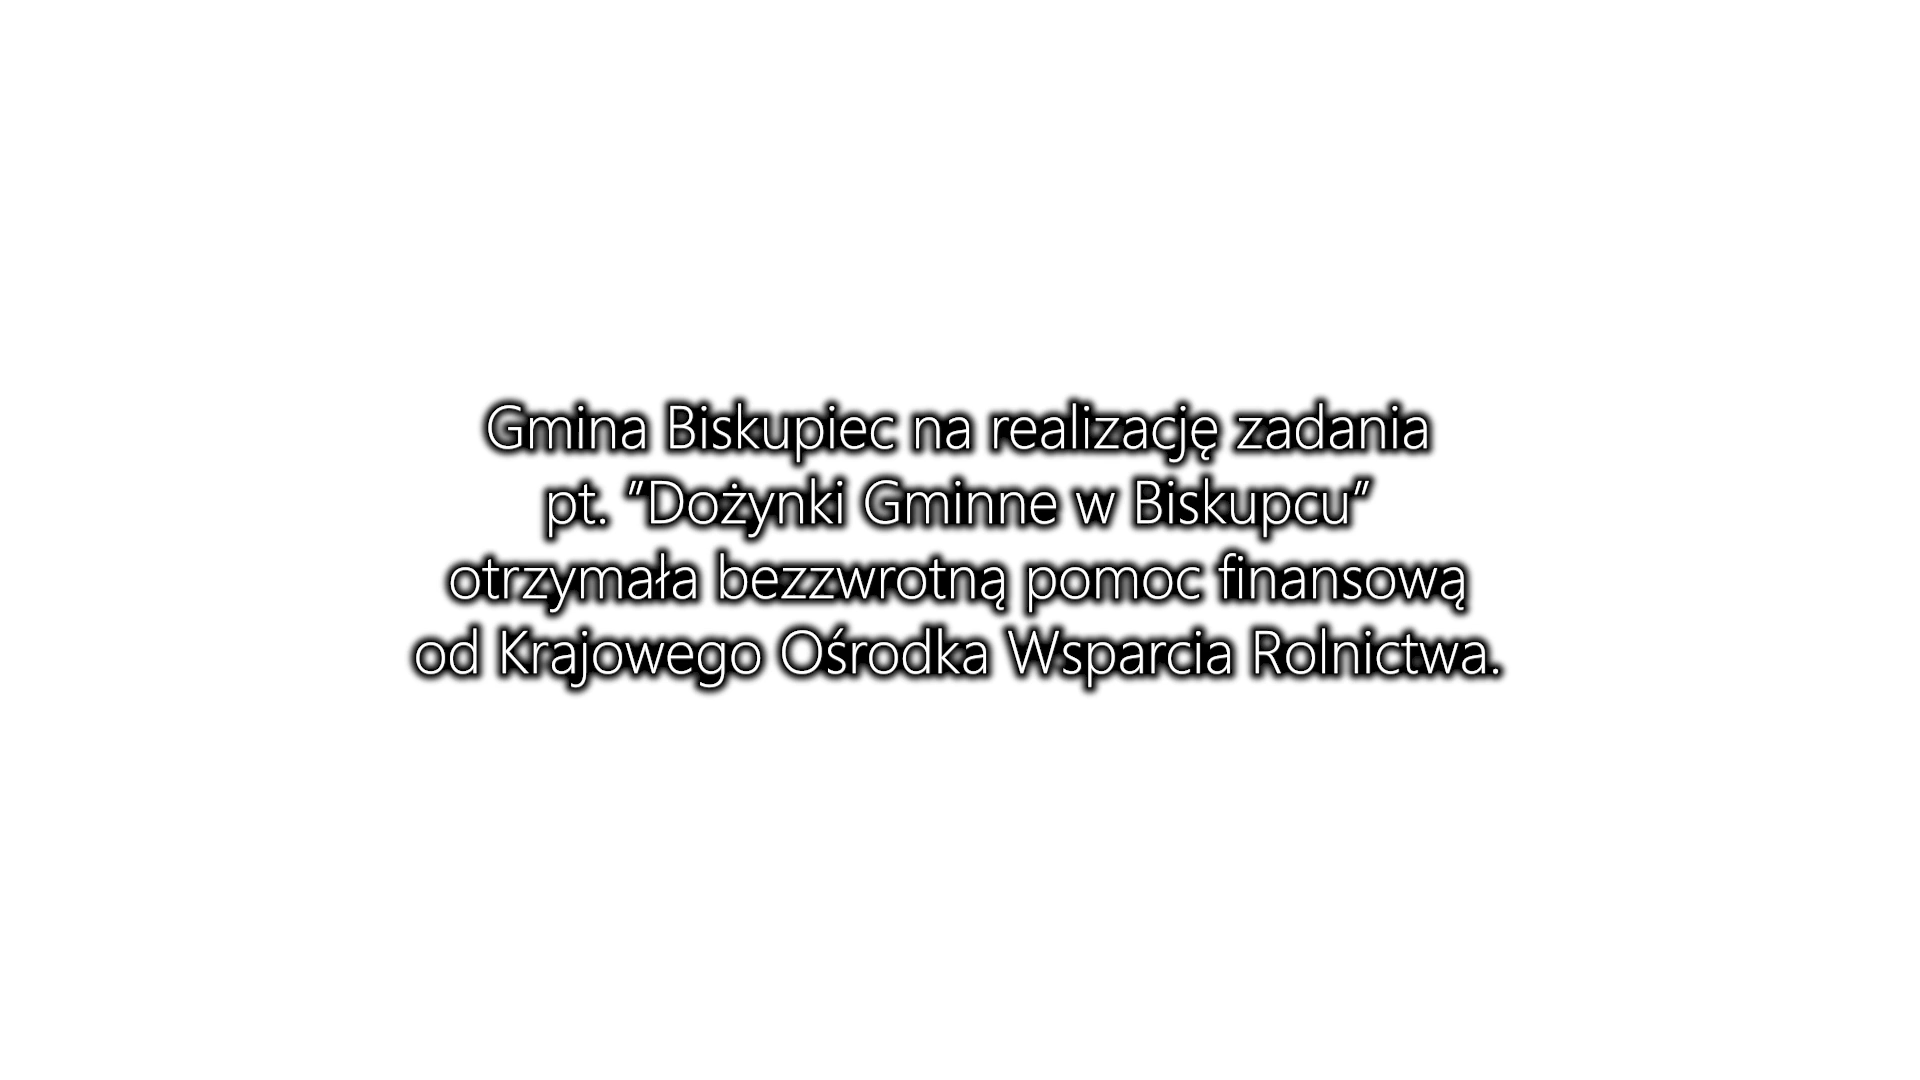 Gmina Biskupiec na realizację zadania
pt. ”Dożynki Gminne w Biskupcu”
otrzymała bezzwrotną pomoc finansową
od Krajowego Ośrodka Wsparcia Rolnictwa.